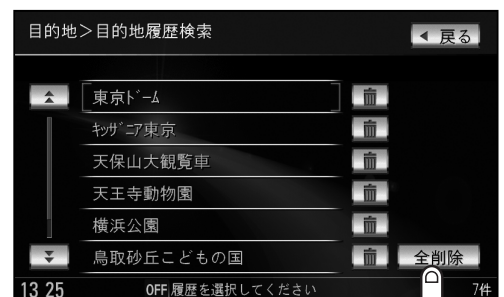 目的地>目的地履歴検索
戻る
東京ﾄﾞｰﾑ
ｷｯｻﾞﾆｱ東京
天保山大観覧車
天王寺動物園
横浜公園
鳥取砂丘こどもの国
全削除
13 25
OFF 履歴を選択してください
7件